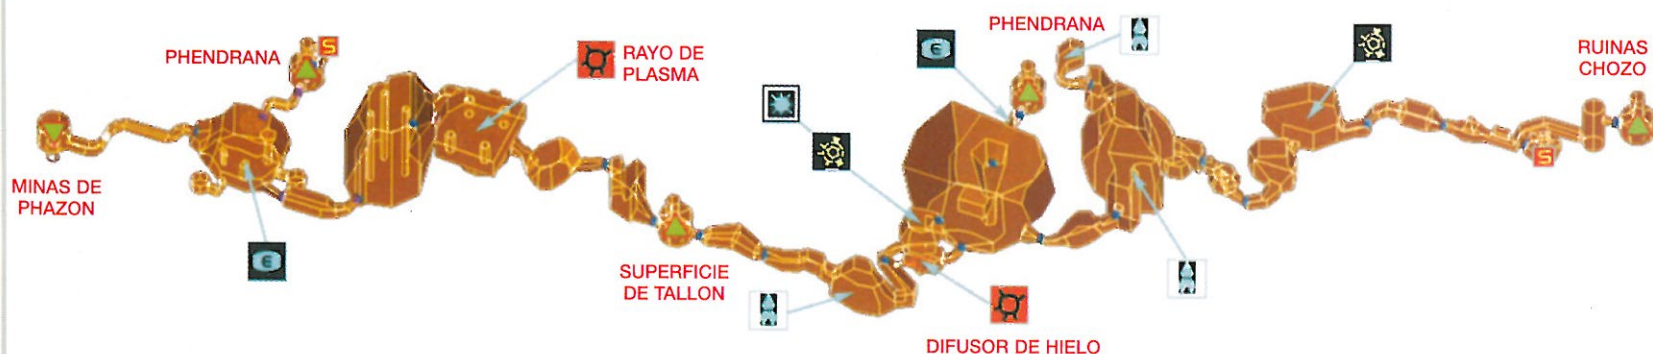 PHENDRANA
S
RAYO DE
PLASMA
PHENDRANA
RUINAS
CHOZO
MINAS DE
PHAZON
S
SUPERFICIE
DE TALLON
DIFUSOR DE HIELO